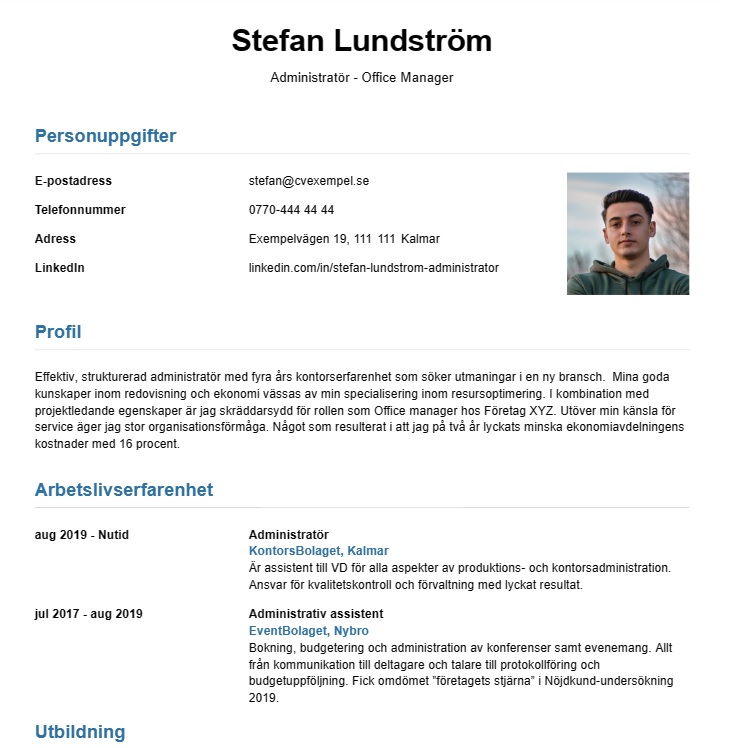 Stefan Lundström
Administratör - Office Manager
Personuppgifter
E-postadress stefan@cvexempel.se
Telefonnummer 0770-444 44 44
Adress Exempelvägen 19, 111 111 Kalmar
LinkedIn linkedin.com/in/stefan-lundstrom-administrator
Profil
Effektiv, strukturerad administratör med fyra års kontorserfarenhet som söker utmaningar i en ny bransch. Mina goda
kunskaper inom redovisning och ekonomi vässas av min specialisering inom resursoptimering. I kombination med
projektledande egenskaper är jag skräddarsydd för rollen som Office manager hos Företag XYZ. Utöver min känsla för
service äger jag stor organisationsförmåga. Något som resulterat i att jag på två år lyckats minska ekonomiavdelningens
kostnader med 16 procent.
Arbetslivserfarenhet
aug 2019 - Nutid Administratör
KontorsBolaget, Kalmar
Är assistent till VD för alla aspekter av produktions- och kontorsadministration.
Ansvar för kvalitetskontroll och förvaltning med lyckat resultat.
jul 2017 - aug 2019 Administrativ assistent
EventBolaget, Nybro
Bokning, budgetering och administration av konferenser samt evenemang. Allt
från kommunikation till deltagare och talare till protokollföring och
budgetuppföljning. Fick omdömet ”företagets stjärna” i Nöjdkund-undersökning
2019.
Utbildning